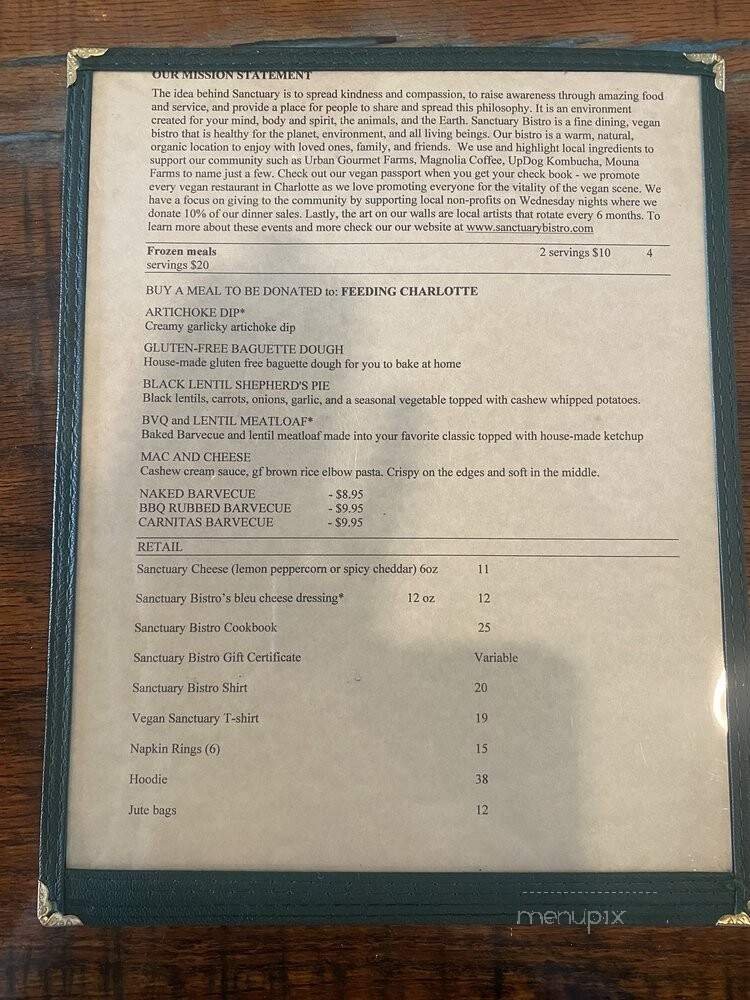 OUR MISSION STATEMENT
The idea behind Sanctuary is to spread kindness and compassion, to raise awareness through amazing food
and service, and provide a place for people to share and spread this philosophy. It is an environment
created for your mind, body and spirit, the animals, and the Earth. Sanctuary Bistro is a fine dining, vegan
bistro that is healthy for the planet, environment, and all living beings. Our bistro is a warm, natural,
organic location to enjoy with loved ones, family, and friends. We use and highlight local ingredients to
support our community such as Urban Gourmet Farms, Magnolia Coffee, UpDog Kombucha, Mouna
Farms to name just a few. Check out our vegan passport when you get your check book - we promote
every vegan restaurant in Charlotte as we love promoting everyone for the vitality of the vegan scene. We
have a focus on giving to the community by supporting local non-profits on Wednesday nights where we
donate 10% of our dinner sales. Lastly, the art on our walls are local artists that rotate every 6 months. To
learn more about these events and more check our our website at www.sanctuarybistro.com
Frozen meals 2 servings $10 4
servings $20
BUY A MEAL TO BE DONATED to: FEEDING CHARLOTTE
ARTICHOKE DIP*
Creamy garlicky artichoke dip
GLUTEN-FREE BAGUETTE DOUGH
House-made gluten free baguette dough for you to bake at home
BLACK LENTIL SHEPHERD'S PIE
Black lentils, carrots, onions, garlic, and a seasonal vegetable topped with cashew whipped potatoes.
BVQ and LENTIL MEATLOAF*
Baked Barvecue and lentil meatloaf made into your favorite classic topped with house-made ketchup
MAC AND CHEESE
Cashew cream sauce, gf brown rice elbow pasta. Crispy on the edges and soft in the middle.
NAKED BARVECUE - $8.95
BBQ RUBBED BARVECUE - $9.95
CARNITAS BARVECUE - $9.95
RETAIL
Sanctuary Cheese (lemon peppercorn or spicy cheddar) 6oz 11
Sanctuary Bistro's bleu cheese dressing* 12 oz 12
Sanctuary Bistro Cookbook 25
Sanctuary Bistro Gift Certificate Variable
Sanctuary Bistro Shirt 20
Vegan Sanctuary T-shirt 19
Napkin Rings (6) 15
Hoodie 38
Jute bags 12
menupix